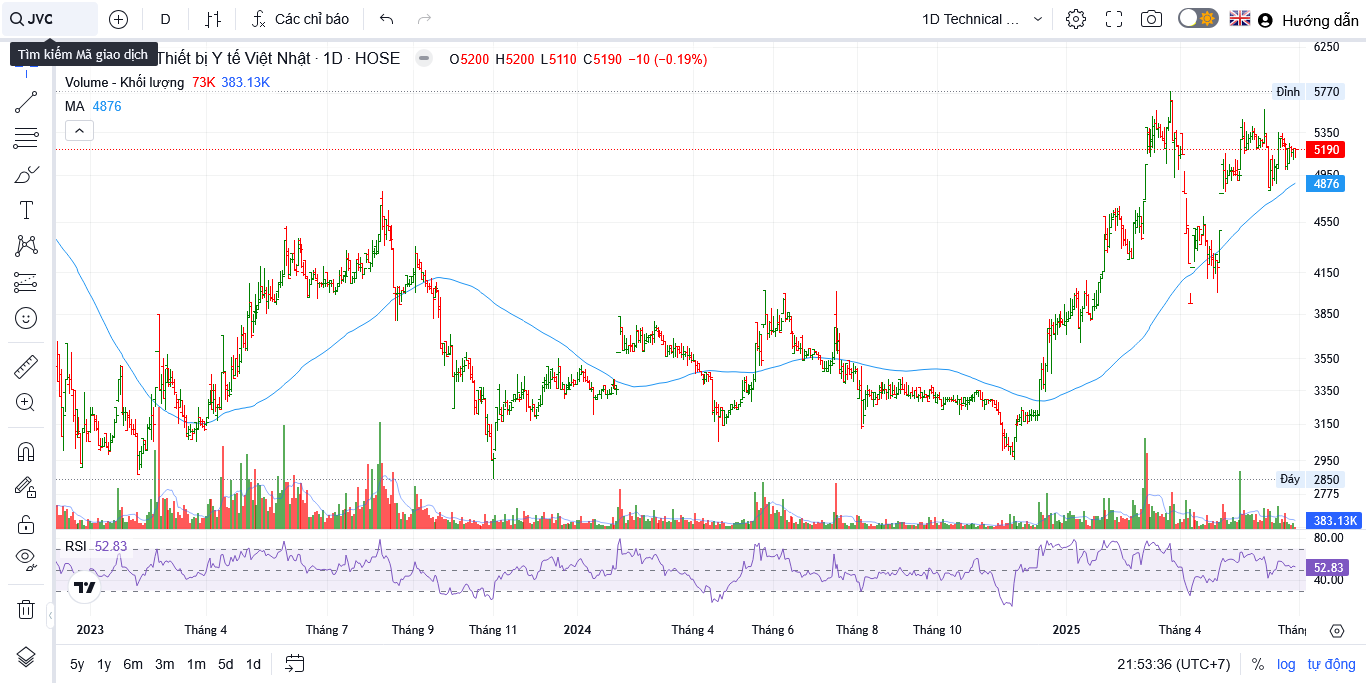 JVC D Các chỉ báo 1D Technical ... Hướng dẫn
Tìm kiếm Mã giao dịch
Thiết bị Y tế Việt Nhật · 1D · HOSE O5200 H5200 L5110 C5190 −10 (−0.19%)
Volume - Khối lượng 73K 383.13K
MA 4876
6250
Đỉnh 5770
5350
5190
4950
4876
4550
4150
3850
3550
3350
3150
2950
Đáy 2850
2775
383.13K
RSI 52.83
80.00
52.83
40.00
2023 Tháng 4 Tháng 7 Tháng 9 Tháng 11 2024 Tháng 4 Tháng 6 Tháng 8 Tháng 10 2025 Tháng 4 Thán
5y 1y 6m 3m 1m 5d 1d 21:53:36 (UTC+7) % log tự động